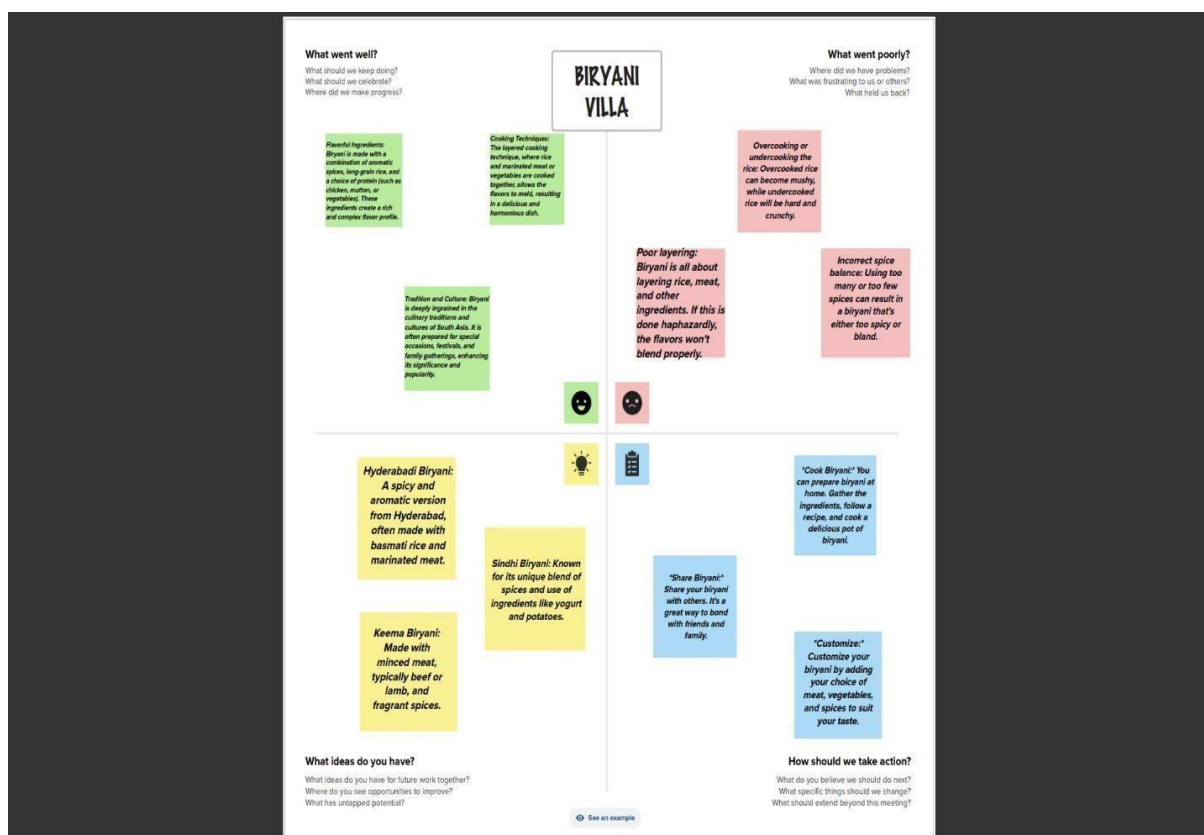 What went well?
What should we keep doing?
What should we celebrate?
Where did we make progress?
BIRYANI
VILLA
What went poorly?
Where did we have problems?
What was frustrating to us or others?
What held us back?
Flavorful Ingredients:
Biryani is made with a
combination of aromatic
spices, long-grain rice, and
a choice of protein (such as
chicken, mutton, or
vegetables). These
ingredients create a rich
and complex flavor profile.
Cooking Techniques:
The layered cooking
technique, where rice
and marinated meat or
vegetables are cooked
together, allows the
flavors to meld, resulting
in a delicious and
harmonious dish.
Tradition and Culture: Biryani
is deeply ingrained in the
culinary traditions and
cultures of South Asia. It is
often prepared for special
occasions, festivals, and
family gatherings, enhancing
its significance and
popularity.
Overcooking or
undercooking the
rice: Overcooked rice
can become mushy,
while undercooked
rice will be hard and
crunchy.
Poor layering:
Biryani is all about
layering rice, meat,
and other
ingredients. If this is
done haphazardly,
the flavors won't
blend properly.
Incorrect spice
balance: Using too
many or too few
spices can result in
a biryani that's
either too spicy or
bland.
Hyderabadi Biryani:
A spicy and
aromatic version
from Hyderabad,
often made with
basmati rice and
marinated meat.
Sindhi Biryani: Known
for its unique blend of
spices and use of
ingredients like yogurt
and potatoes.
Keema Biryani:
Made with
minced meat,
typically beef or
lamb, and
fragrant spices.
*Cook Biryani:* You
can prepare biryani at
home. Gather the
ingredients, follow a
recipe, and cook a
delicious pot of
biryani.
*Share Biryani:*
Share your biryani
with others. It's a
great way to bond
with friends and
family.
*Customize:*
Customize your
biryani by adding
your choice of
meat, vegetables,
and spices to suit
your taste.
What ideas do you have?
What ideas do you have for future work together?
Where do you see opportunities to improve?
What has untapped potential?
How should we take action?
What do you believe we should do next?
What specific things should we change?
What should extend beyond this meeting?
See an example